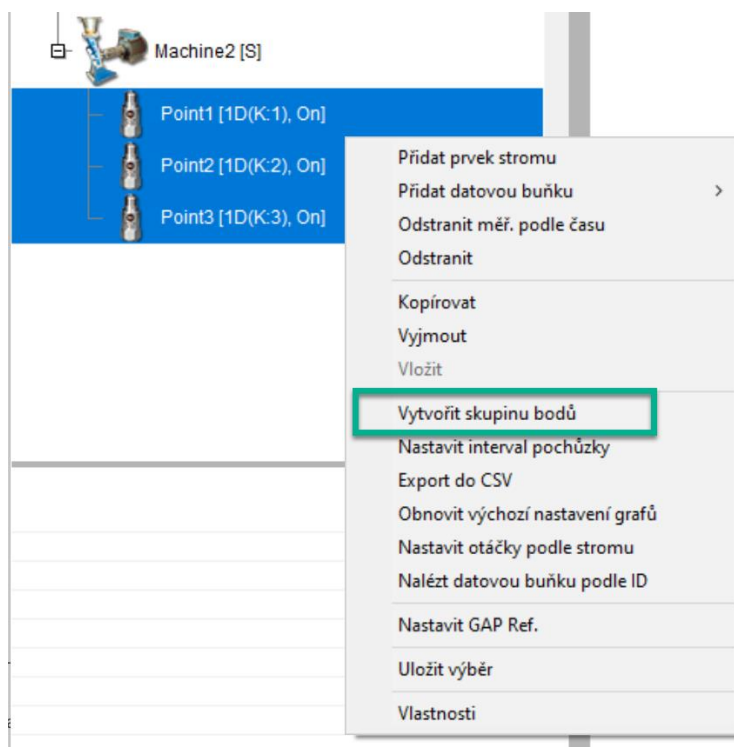 Machine2 [S]
Point1 [1D(K:1), On]
Point2 [1D(K:2), On]
Point3 [1D(K:3), On]
Přidat prvek stromu
Přidat datovou buňku
Odstranit měř. podle času
Odstranit
Kopírovat
Vyjmout
Vložit
Vytvořit skupinu bodů
Nastavit interval pochůzky
Export do CSV
Obnovit výchozí nastavení grafů
Nastavit otáčky podle stromu
Nalézt datovou buňku podle ID
Nastavit GAP Ref.
Uložit výběr
Vlastnosti